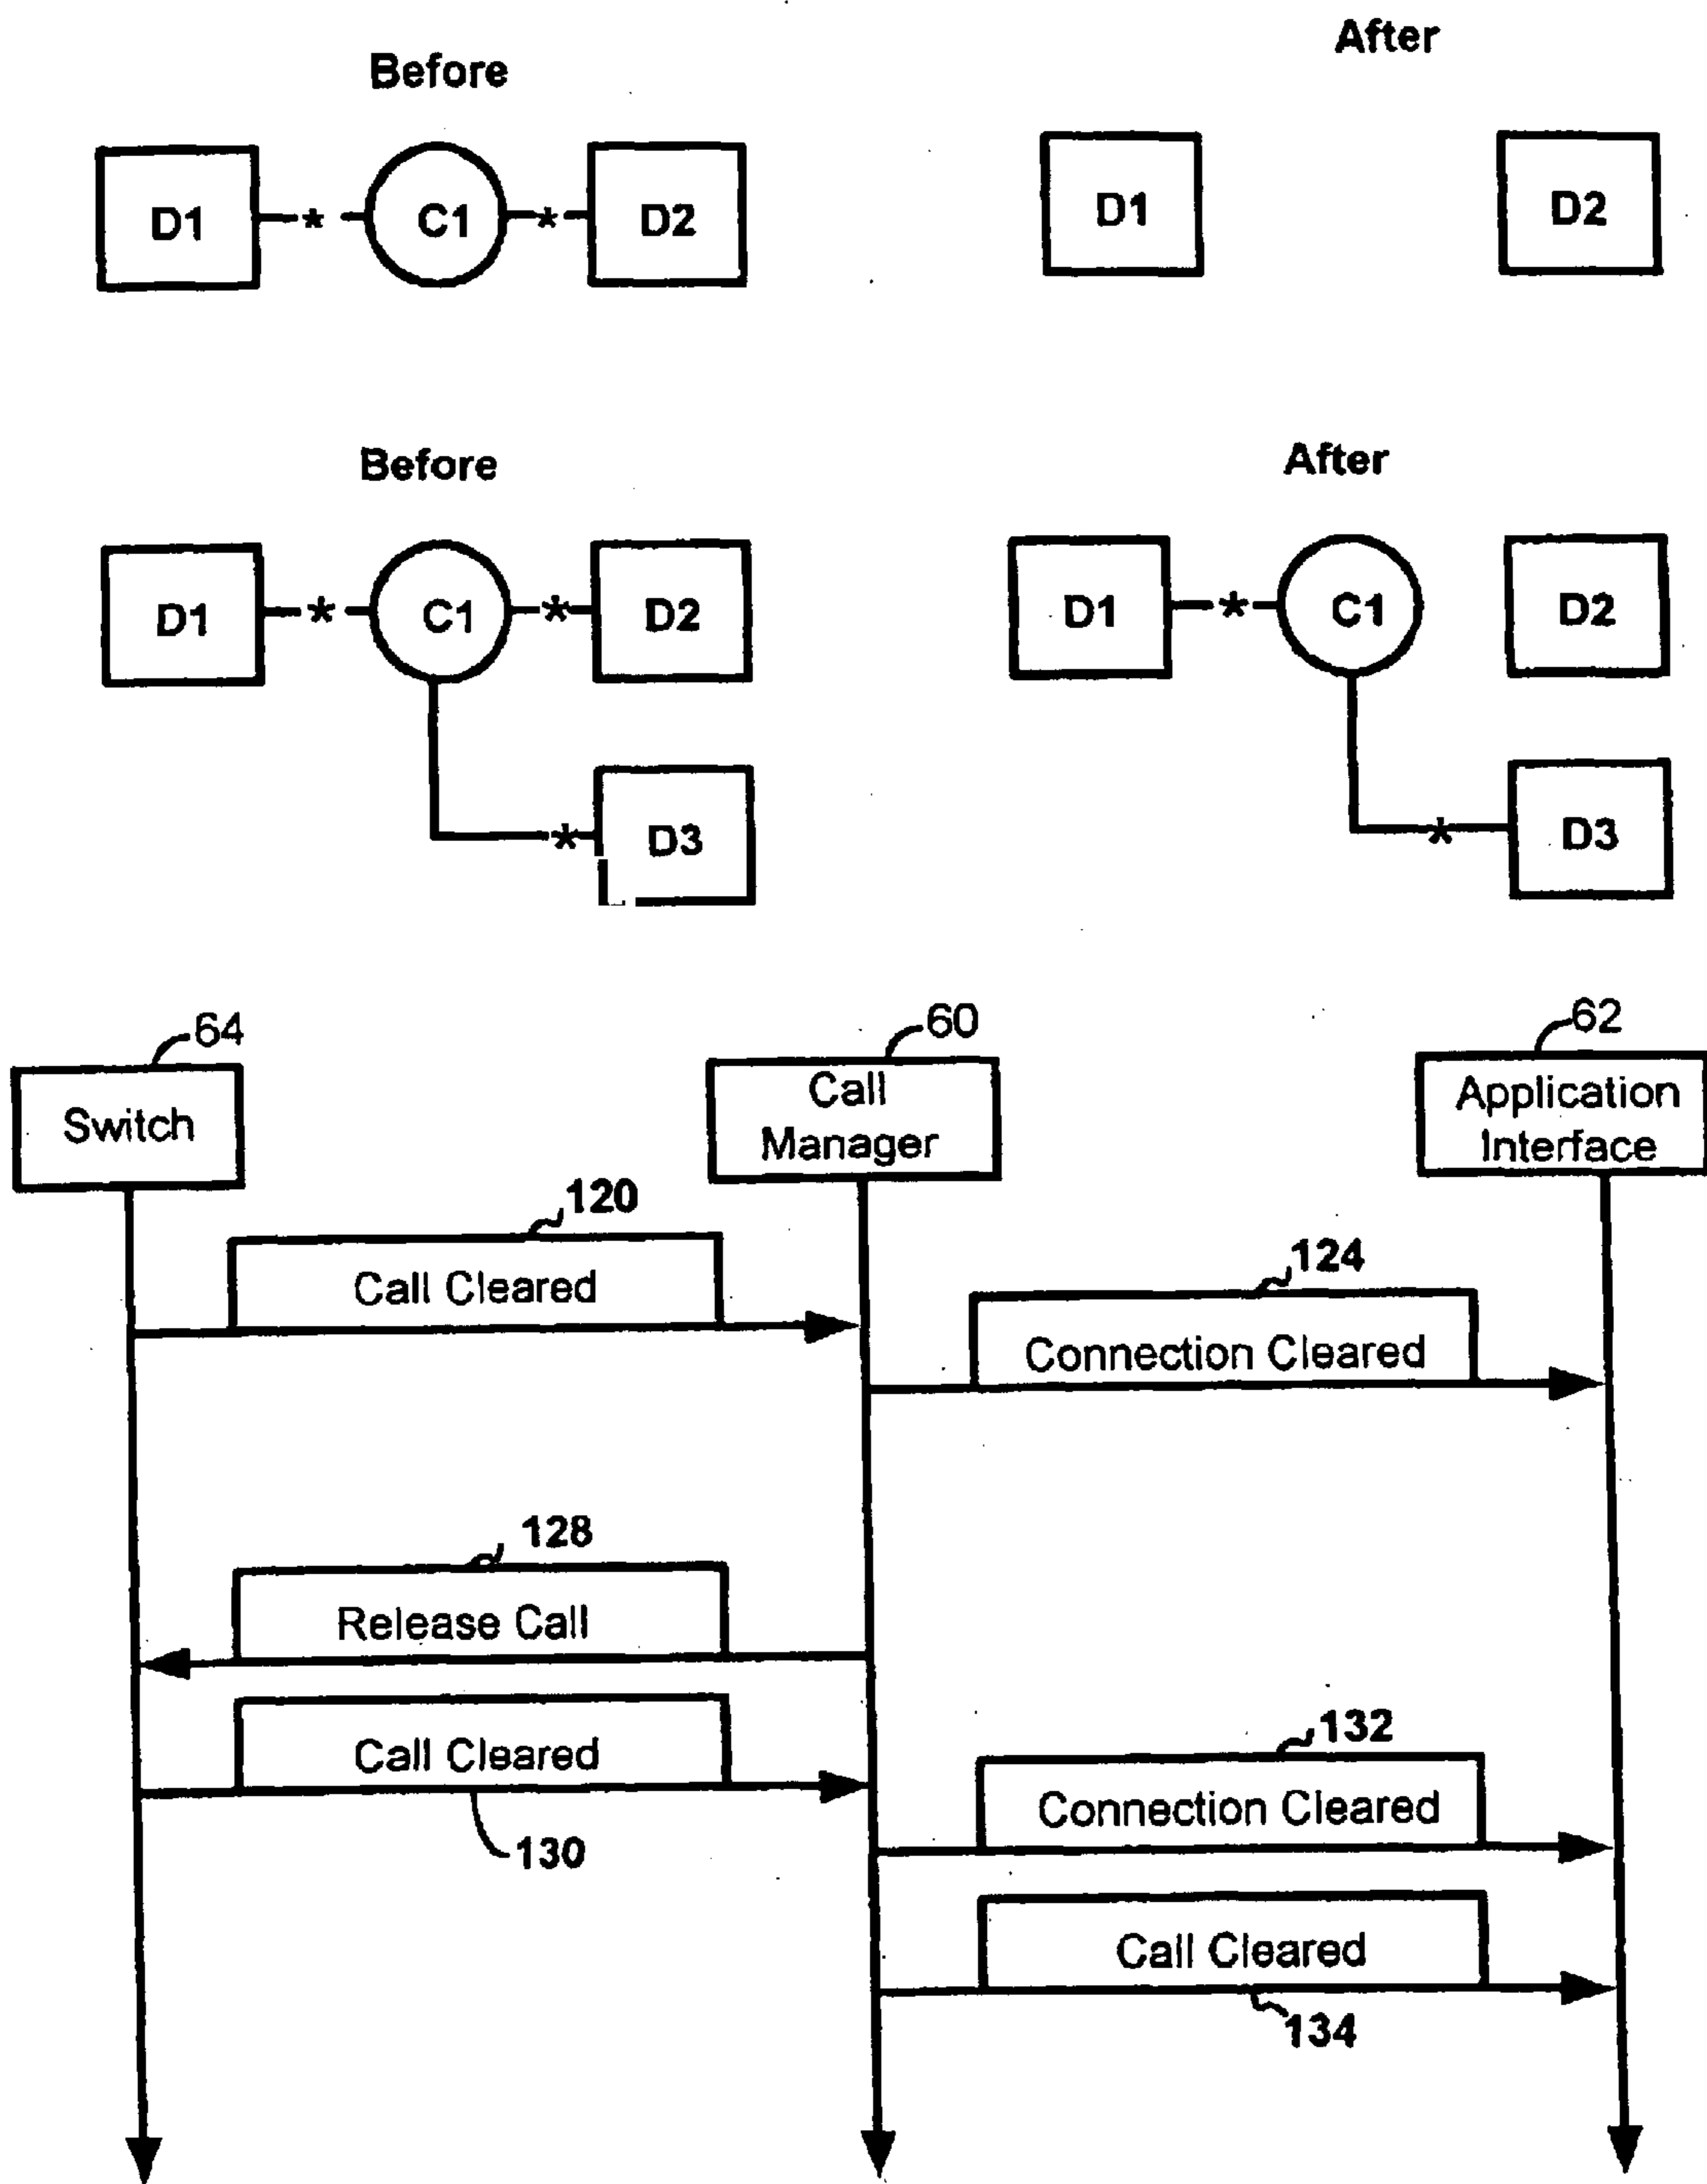 Before
After
D1
*
C1
*
D2
D1
D2
Before
After
D1
*
C1
*
D2
D1
*
C1
D2
*
D3
*
D3
64
60
62
Switch
Call
Manager
Application
Interface
120
Call Cleared
124
Connection Cleared
128
Release Call
Call Cleared
130
132
Connection Cleared
Call Cleared
134